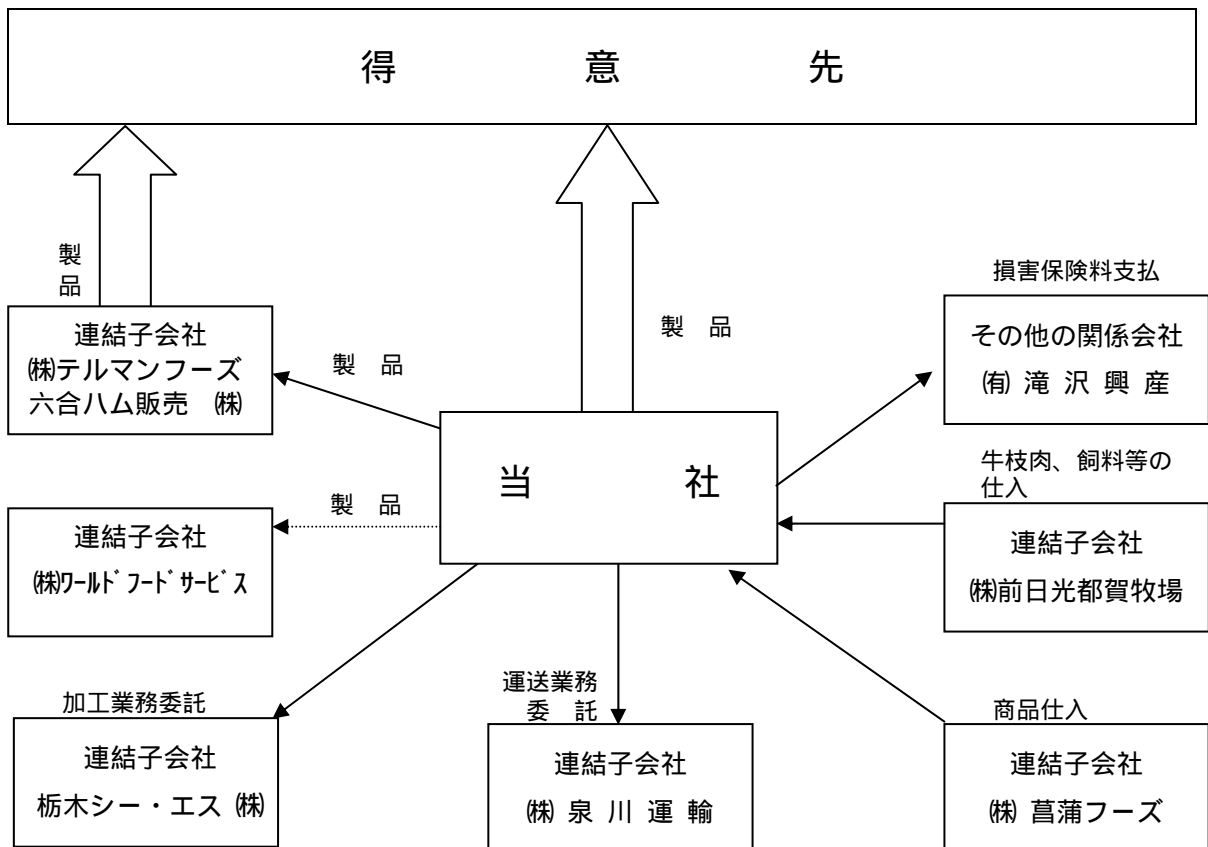 得 意 先
製
品
損害保険料支払
連結子会社
㈱テルマンフーズ
六合ハム販売 ㈱
製 品
製 品
その他の関係会社
㈲ 滝 沢 興 産
当 社
牛枝肉、飼料等の
仕入
製 品
連結子会社
㈱ﾜｰﾙﾄﾞﾌｰﾄﾞｻｰﾋﾞｽ
連結子会社
㈱前日光都賀牧場
加工業務委託
運送業務
委 託
商品仕入
連結子会社
栃木シー・エス ㈱
連結子会社
㈱ 泉 川 運 輸
連結子会社
㈱ 菖蒲フーズ